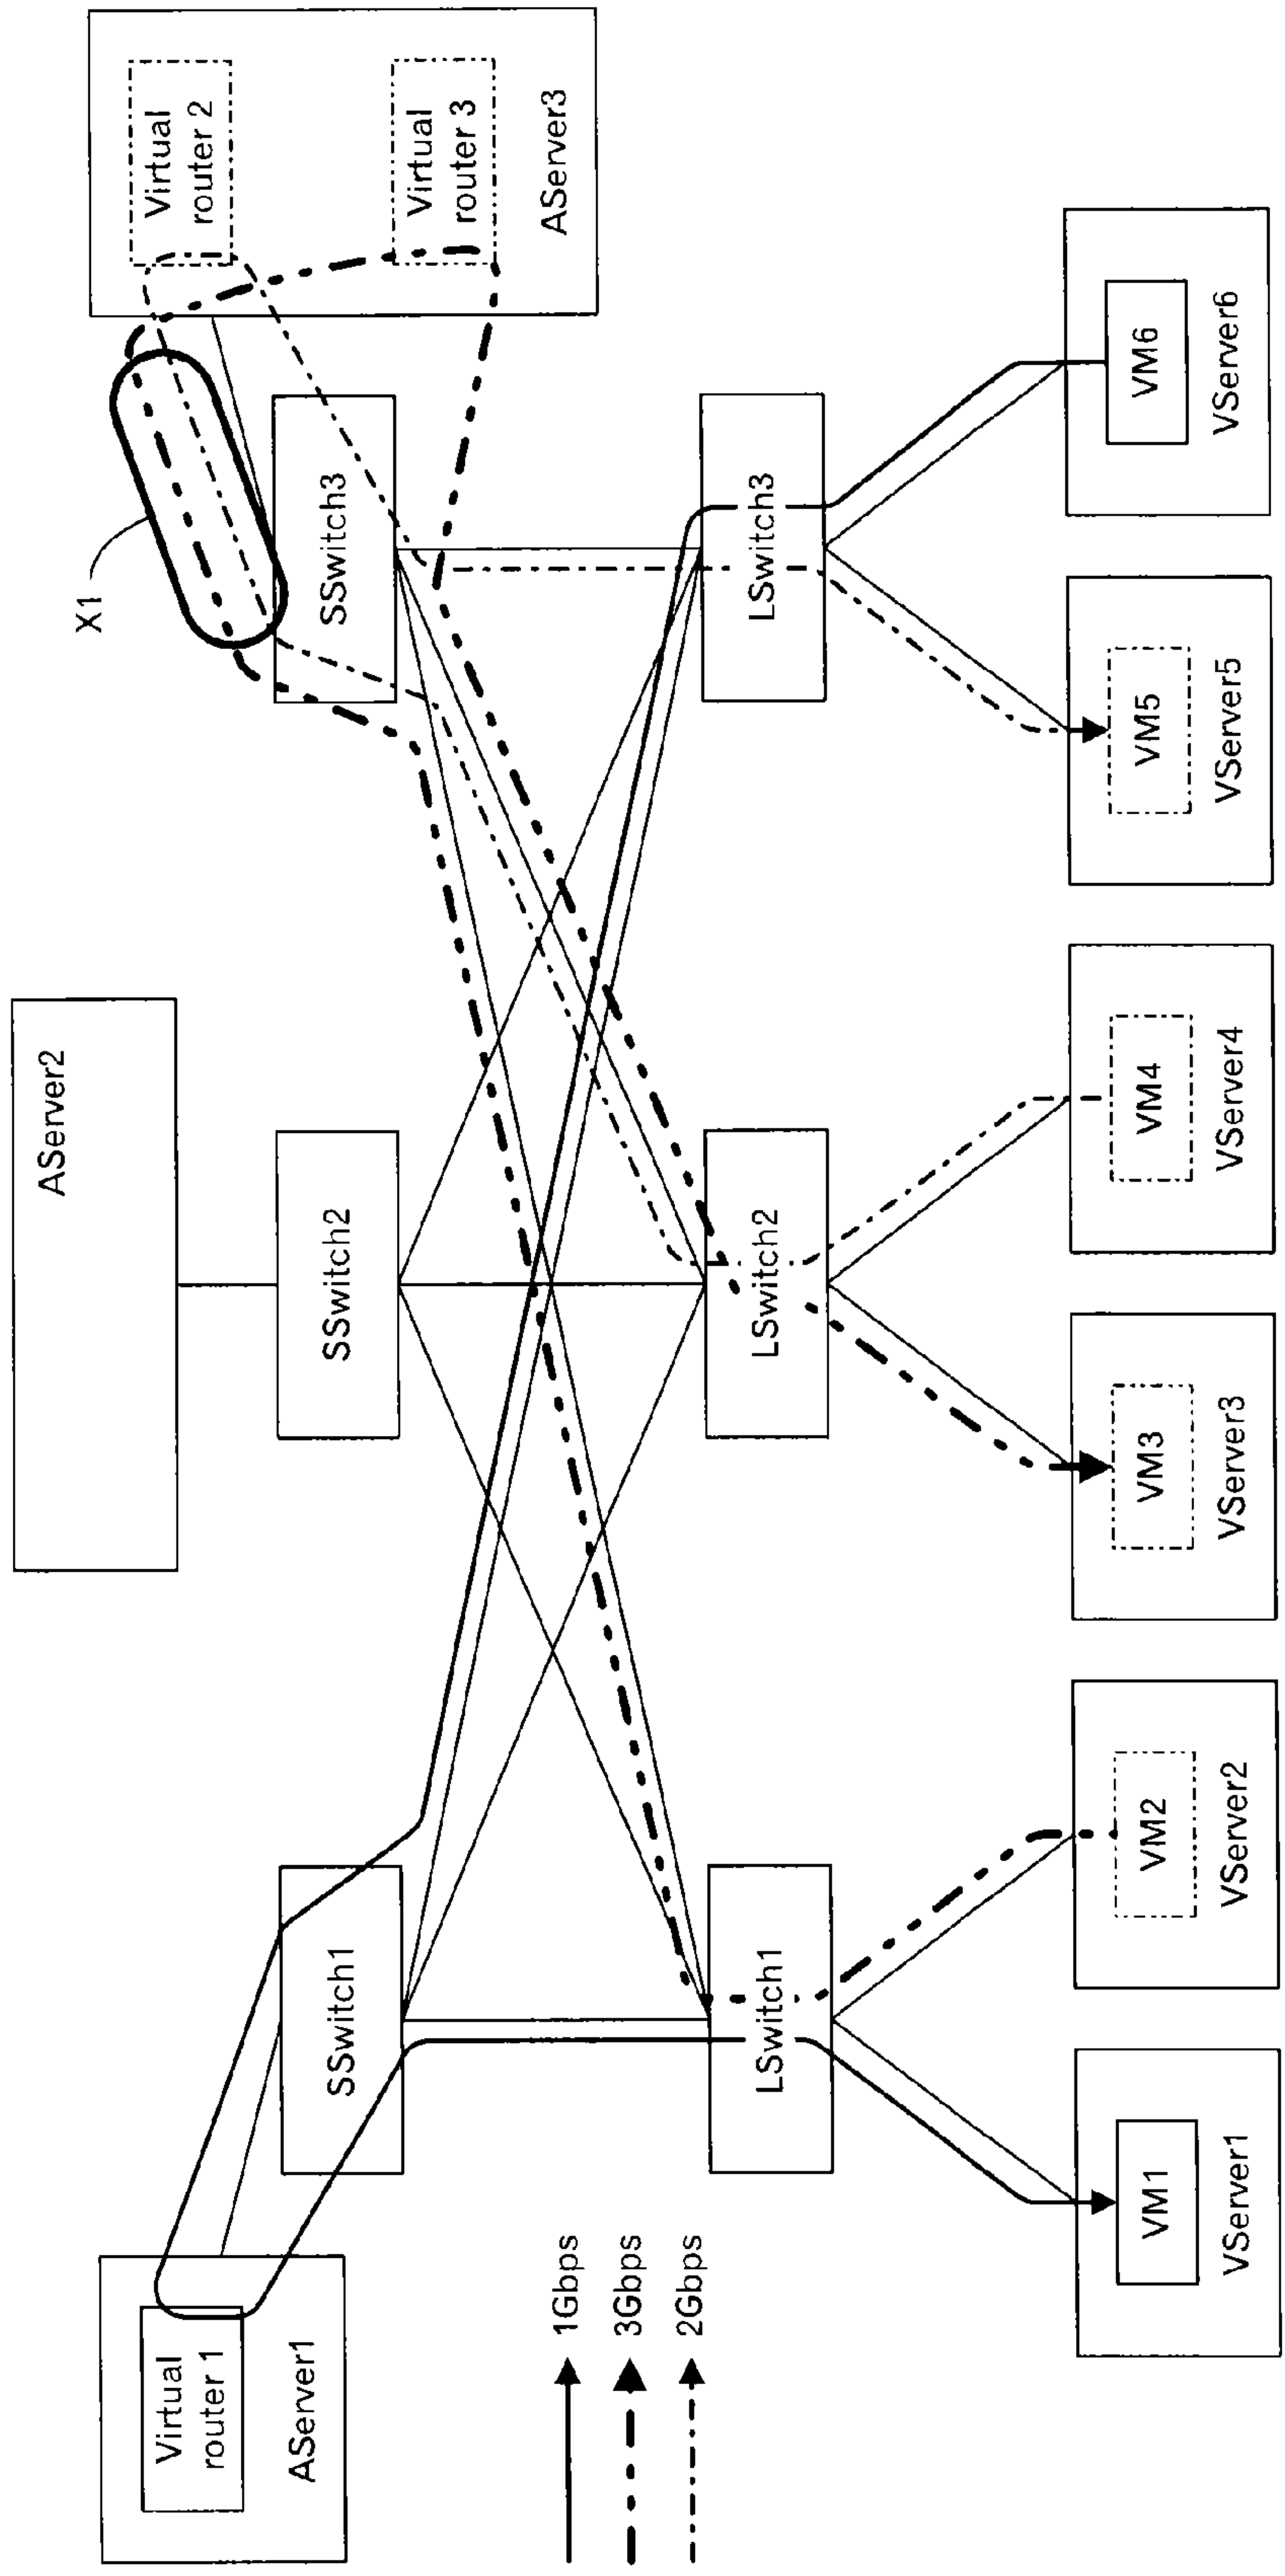 AServer1
Virtual
router 1
AServer2
AServer3
Virtual
router 2
Virtual
router 3
X1
SSwitch1
SSwitch2
SSwitch3
1Gbps
3Gbps
2Gbps
LSwitch1
LSwitch2
LSwitch3
VM1
VServer1
VM2
VServer2
VM3
VServer3
VM4
VServer4
VM5
VServer5
VM6
VServer6